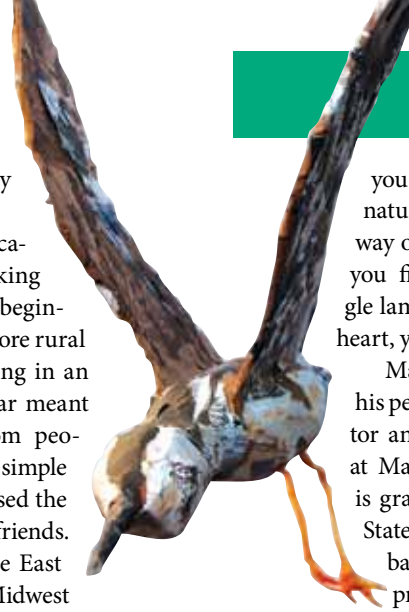 y
ca-
king
begin-
ore rural
ng in an
ar meant
om peo-
simple
sed the
friends.
e East
Midwest
you
natu
way o
you fi
gle lan
heart, y
Ma
his pe
tor an
at Ma
is gra
State
ba
pr